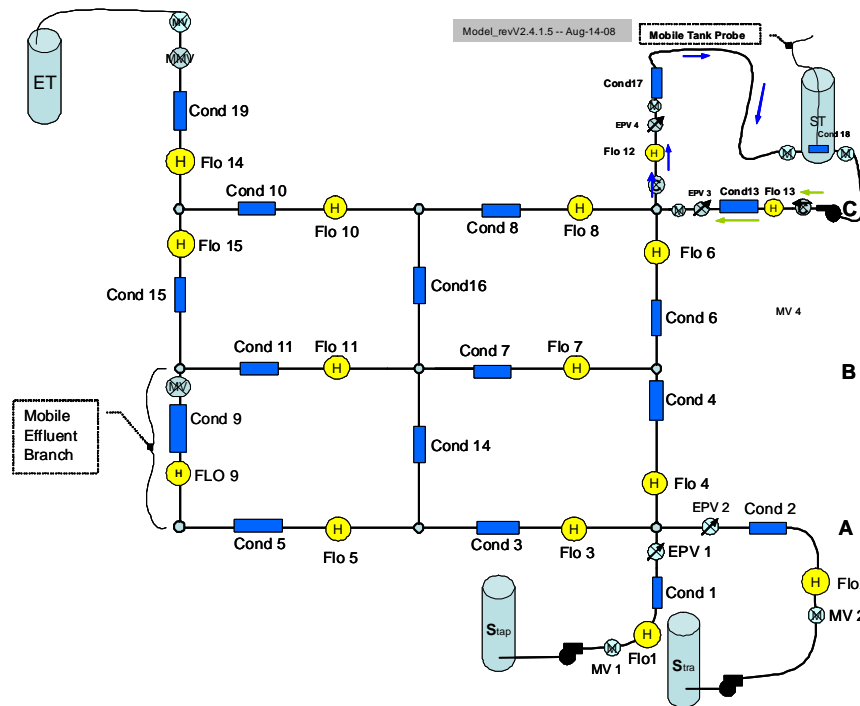 Model_revV2.4.1.5 -- Aug-14-08
Mobile Tank Probe
MV
MMV
ET
Cond17
M
ST
Cond 18
EPV 4
Cond 19
H
Flo 14
Flo 12
H
M
M
Cond 10
H
Flo 10
Cond 8
H
Flo 8
EPV 3
M
Cond13
Flo 13
H
C
H
Flo 15
H
Flo 6
Cond 15
Cond16
Cond 6
MV 4
Cond 11
Flo 11
H
Cond 7
Flo 7
H
B
MV
Cond 9
Cond 4
Mobile
Effluent
Branch
Cond 14
H
FLO 9
H
Flo 4
EPV 2
Cond 2
A
Cond 5
H
Flo 5
Cond 3
H
Flo 3
EPV 1
Cond 1
H
Flo
M
MV 2
Stap
H
Flo1
M
MV 1
Stra